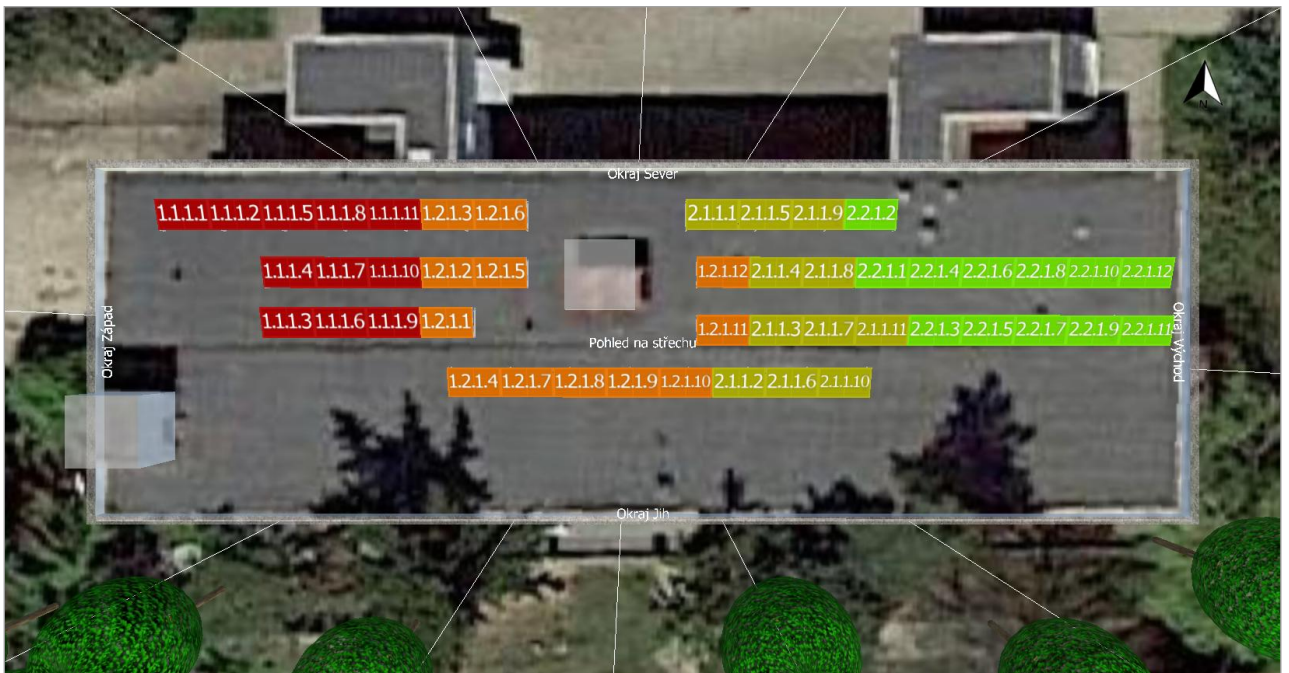 N
Okraj Sever
1.1.1.1 1.1.1.2 1.1.1.5 1.1.1.8 1.1.1.11 1.2.1.3 1.2.1.6 2.1.1.1 2.1.1.5 2.1.1.9 2.2.1.2
1.1.1.4 1.1.1.7 1.1.1.10 1.2.1.2 1.2.1.5 1.2.1.12 2.1.1.4 2.1.1.8 2.2.1.1 2.2.1.4 2.2.1.6 2.2.1.8 2.2.1.10 2.2.1.12
1.1.1.3 1.1.1.6 1.1.1.9 1.2.1.1 1.2.1.11 2.1.1.3 2.1.1.7 2.1.1.11 2.2.1.3 2.2.1.5 2.2.1.7 2.2.1.9 2.2.1.11
Okraj Západ
Pohled na střechu
Okraj Východ
1.2.1.4 1.2.1.7 1.2.1.8 1.2.1.9 1.2.1.10 2.1.1.2 2.1.1.6 2.1.1.10
Okraj Jih